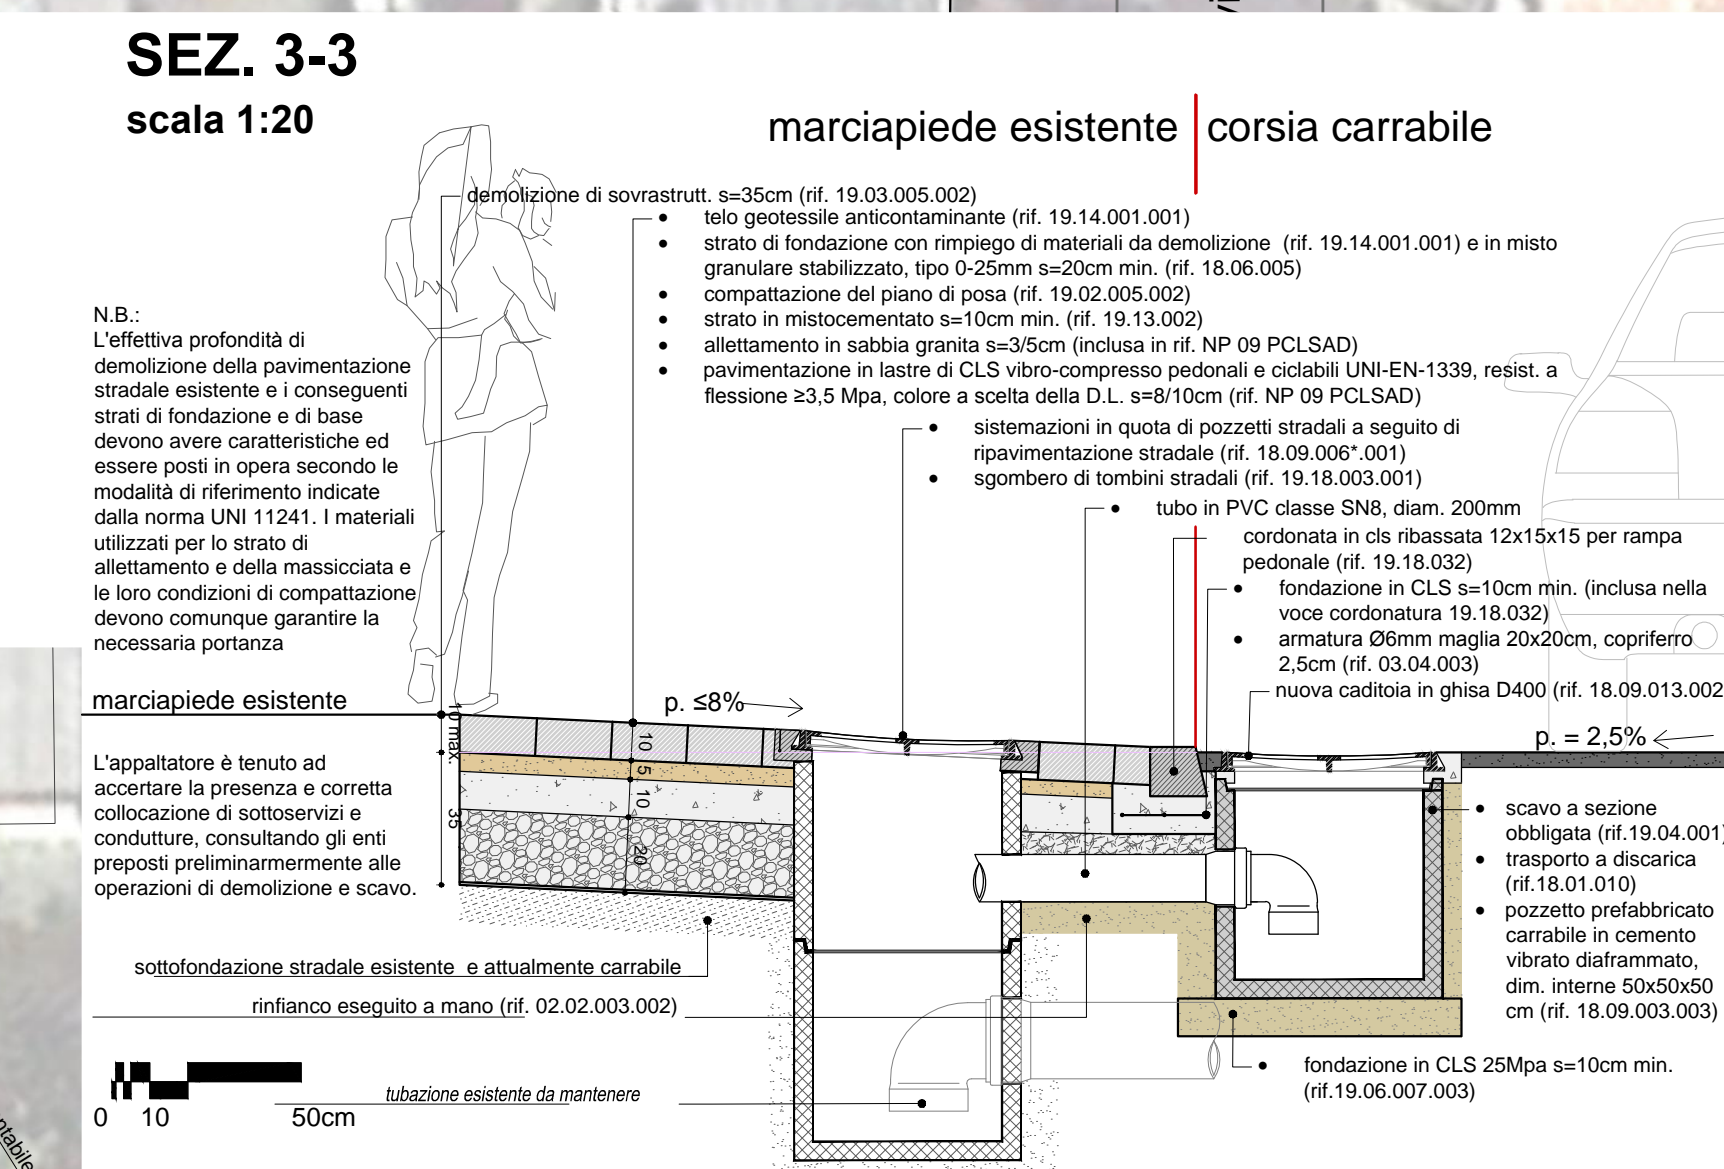 SEZ. 3-3
scala 1:20
marciapiede esistente
corsia carrabile
demolizione di sovrastrutt. s=35cm (rif. 19.03.005.002)
• telo geotessile anticontaminante (rif. 19.14.001.001)
• strato di fondazione con rimpiego di materiali da demolizione (rif. 19.14.001.001) e in misto
granulare stabilizzato, tipo 0-25mm s=20cm min. (rif. 18.06.005)
• compattazione del piano di posa (rif. 19.02.005.002)
• strato in mistocementato s=10cm min. (rif. 19.13.002)
• allettamento in sabbia granita s=3/5cm (inclusa in rif. NP 09 PCLSAD)
• pavimentazione in lastre di CLS vibro-compresso pedonali e ciclabili UNI-EN-1339, resist. a
flessione ≥3,5 Mpa, colore a scelta della D.L. s=8/10cm (rif. NP 09 PCLSAD)
• sistemazioni in quota di pozzetti stradali a seguito di
ripavimentazione stradale (rif. 18.09.006*.001)
• sgombero di tombini stradali (rif. 19.18.003.001)
• tubo in PVC classe SN8, diam. 200mm
cordonata in cls ribassata 12x15x15 per rampa
pedonale (rif. 19.18.032)
• fondazione in CLS s=10cm min. (inclusa nella
voce cordonatura 19.18.032)
• armatura Ø6mm maglia 20x20cm, copriferro
2,5cm (rif. 03.04.003)
nuova caditoia in ghisa D400 (rif. 18.09.013.002
N.B.:
L'effettiva profondità di
demolizione della pavimentazione
stradale esistente e i conseguenti
strati di fondazione e di base
devono avere caratteristiche ed
essere posti in opera secondo le
modalità di riferimento indicate
dalla norma UNI 11241. I materiali
utilizzati per lo strato di
allettamento e della massicciata e
le loro condizioni di compattazione
devono comunque garantire la
necessaria portanza
marciapiede esistente
p. ≤8%
p. = 2,5%
10 max.
35
10
5
10
20
L'appaltatore è tenuto ad
accertare la presenza e corretta
collocazione di sottoservizi e
condutture, consultando gli enti
preposti preliminarmermente alle
operazioni di demolizione e scavo.
• scavo a sezione
obbligata (rif.19.04.001)
• trasporto a discarica
(rif.18.01.010)
• pozzetto prefabbricato
carrabile in cemento
vibrato diaframmato,
dim. interne 50x50x50
cm (rif. 18.09.003.003)
sottofondazione stradale esistente e attualmente carrabile
rinfianco eseguito a mano (rif. 02.02.003.002)
• fondazione in CLS 25Mpa s=10cm min.
(rif.19.06.007.003)
tubazione esistente da mantenere
0 10 50cm